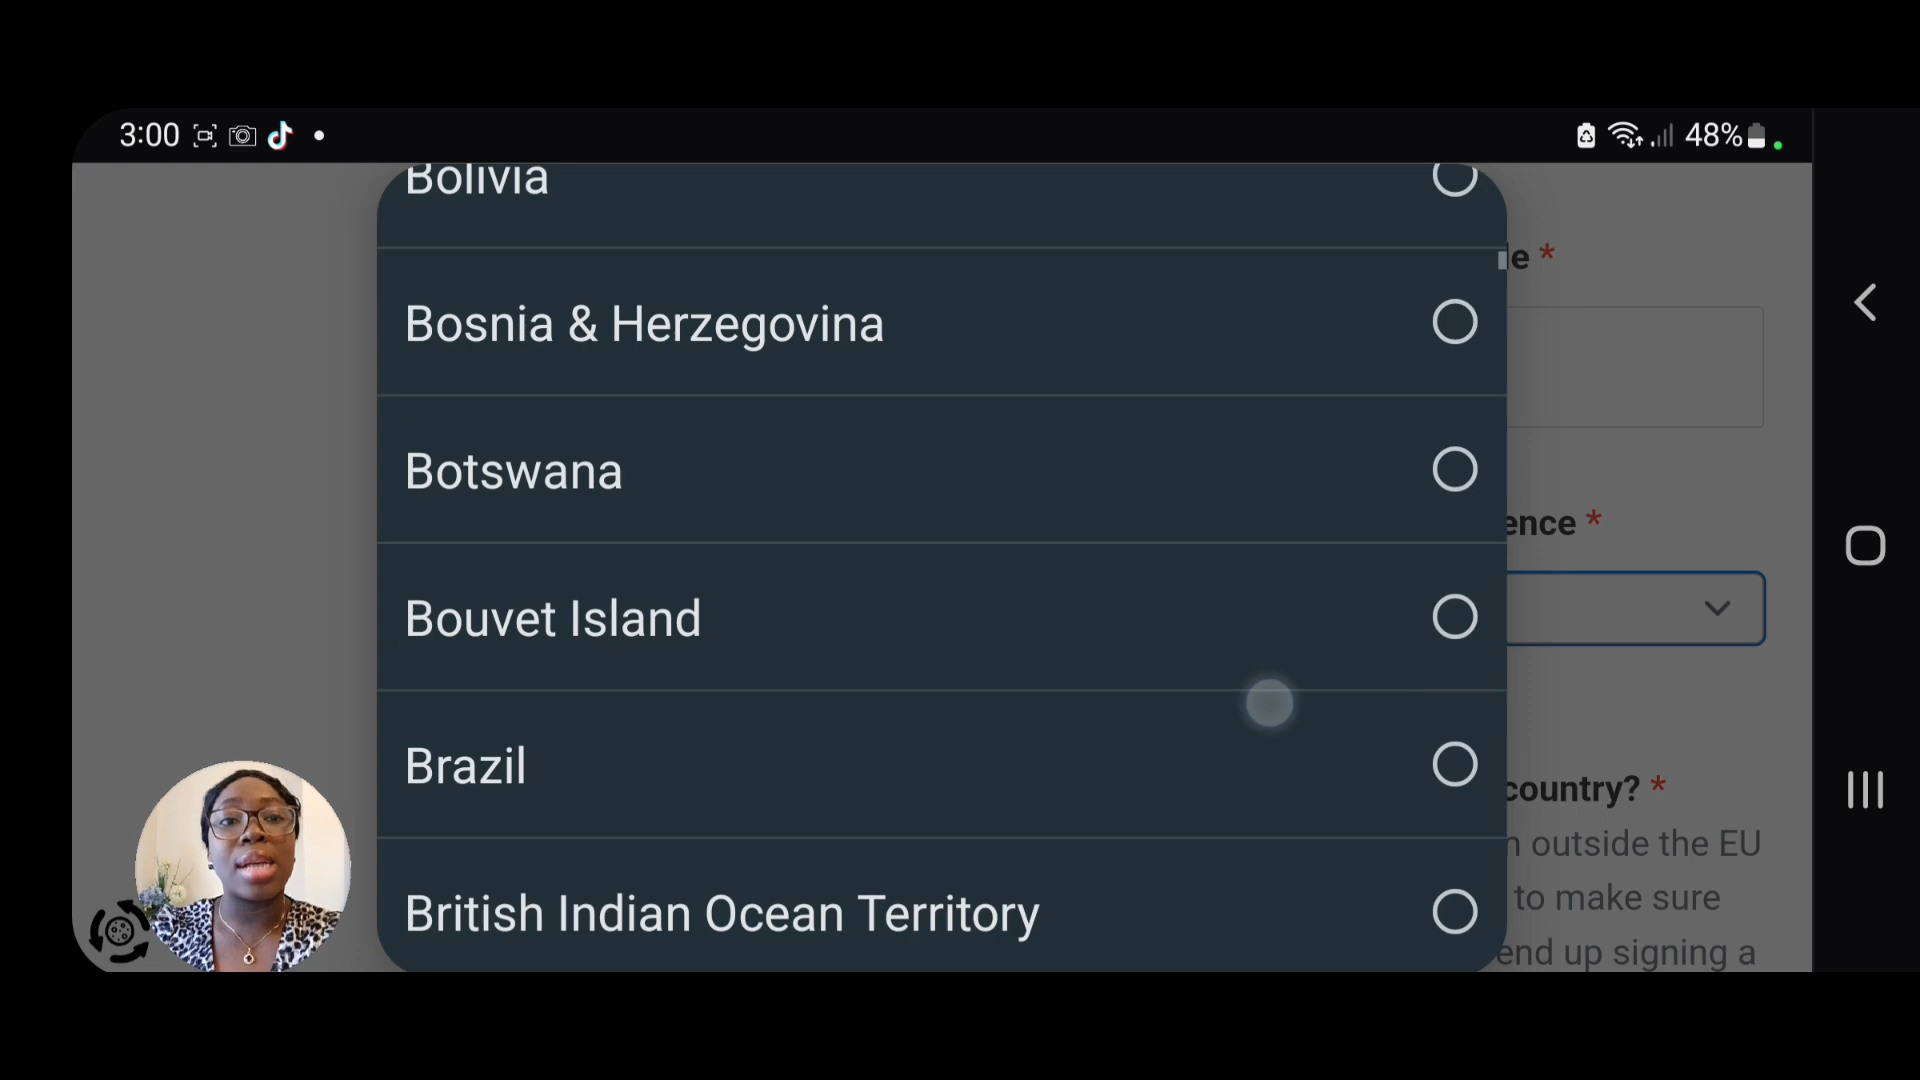 3:00
48%
Bolivia
le *
Bosnia & Herzegovina
Botswana
ence *
Bouvet Island
Brazil
country? *
n outside the EU
to make sure
British Indian Ocean Territory
end up signing a